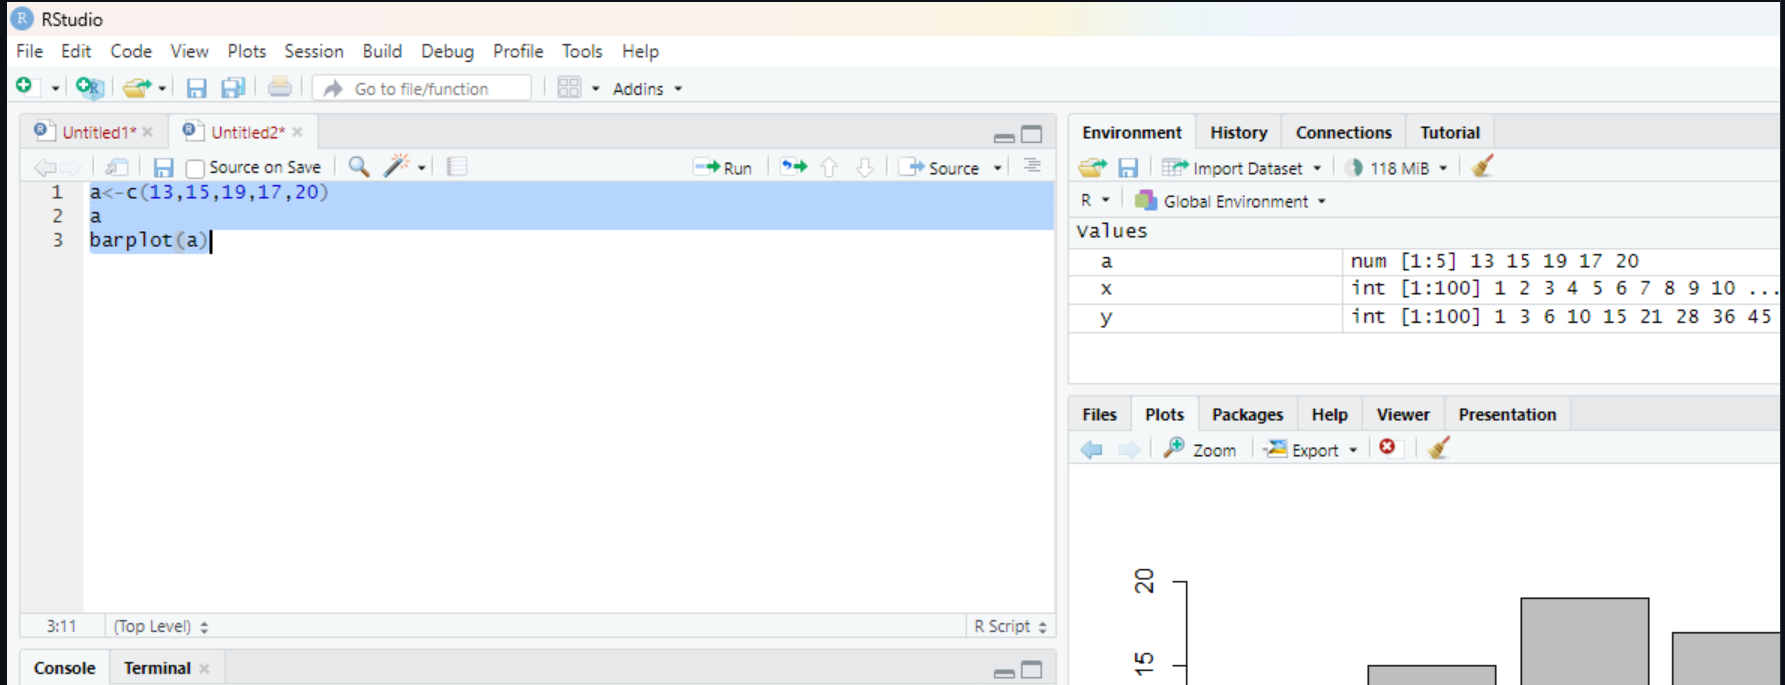 RStudio
File Edit Code View Plots Session Build Debug Profile Tools Help
Go to file/function Addins
Untitled1* Untitled2*
Source on Save Run Source
1 a<-c(13,15,19,17,20)
2 a
3 barplot(a)
3:11 (Top Level) R Script
Console Terminal
Environment History Connections Tutorial
Import Dataset 118 MiB
R Global Environment
Values
a num [1:5] 13 15 19 17 20
x int [1:100] 1 2 3 4 5 6 7 8 9 10 ...
y int [1:100] 1 3 6 10 15 21 28 36 45
Files Plots Packages Help Viewer Presentation
Zoom Export
20
15